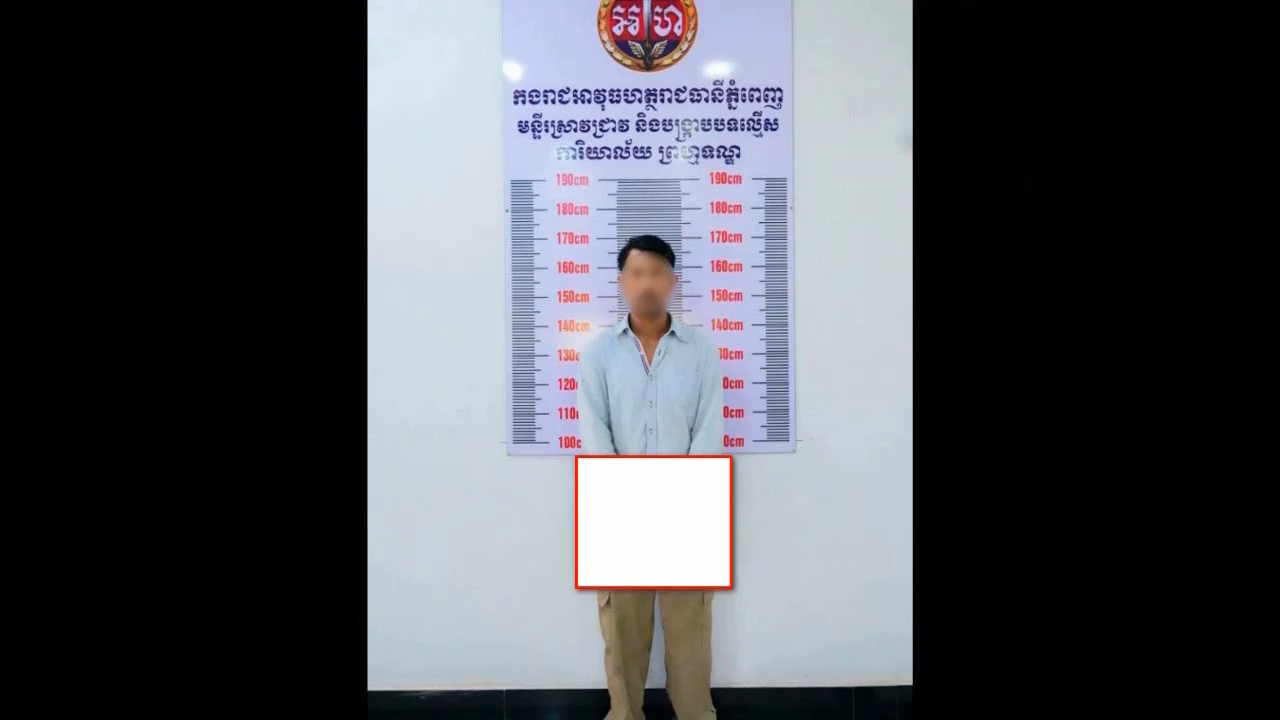 អហ
កងរាជអាវុធហត្ថរាជធានីភ្នំពេញ
មន្ទីរស្រាវជ្រាវ និងបង្ក្រាបបទល្មើស
ការិយាល័យ ព្រហ្មទណ្ឌ
190cm 190cm
180cm 180cm
170cm 170cm
160cm 160cm
150cm 150cm
140cm 140cm